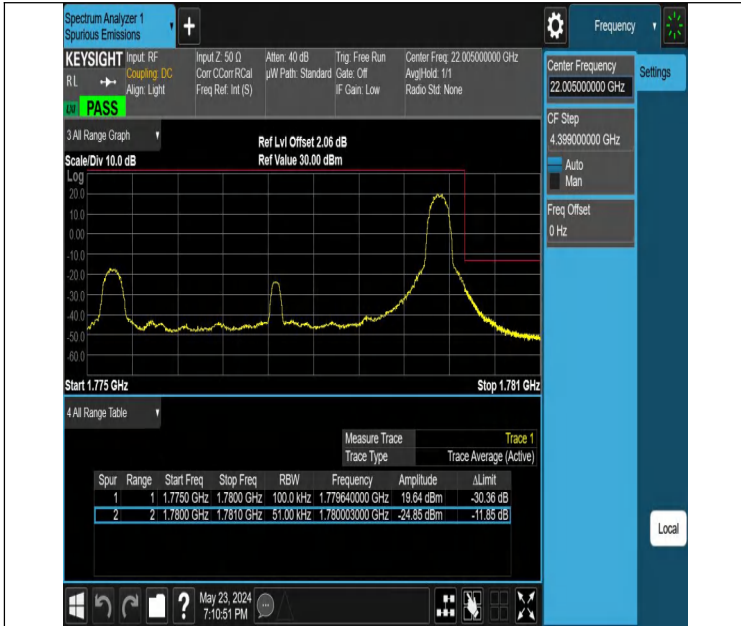 Spectrum Analyzer 1
Spurious Emissions
Frequency
KEYSIGHT
RL
Input: RF
Coupling: DC
Align: Light
Input Z: 50 Ω
Corr CCorr RCal
Freq Ref: Int (S)
Atten: 40 dB
µW Path: Standard
Trig: Free Run
Gate: Off
IF Gain: Low
Center Freq: 22.005000000 GHz
Avg|Hold: 1/1
Radio Std: None
PASS
Center Frequency
22.005000000 GHz
Settings
CF Step
4.399000000 GHz
Auto
Man
Freq Offset
0 Hz
3 All Range Graph
Ref Lvl Offset 2.06 dB
Scale/Div 10.0 dB
Ref Value 30.00 dBm
Log
20.0
10.0
0.00
-10.0
-20.0
-30.0
-40.0
-50.0
-60.0
Start 1.775 GHz
Stop 1.781 GHz
4 All Range Table
Measure Trace Trace 1
Trace Type Trace Average (Active)
Spur Range Start Freq Stop Freq RBW Frequency Amplitude ΔLimit
1 1 1.7750 GHz 1.7800 GHz 100.0 kHz 1.779640000 GHz 19.64 dBm -30.36 dB
2 2 1.7800 GHz 1.7810 GHz 51.00 kHz 1.780003000 GHz -24.85 dBm -11.85 dB
Local
May 23, 2024
7:10:51 PM